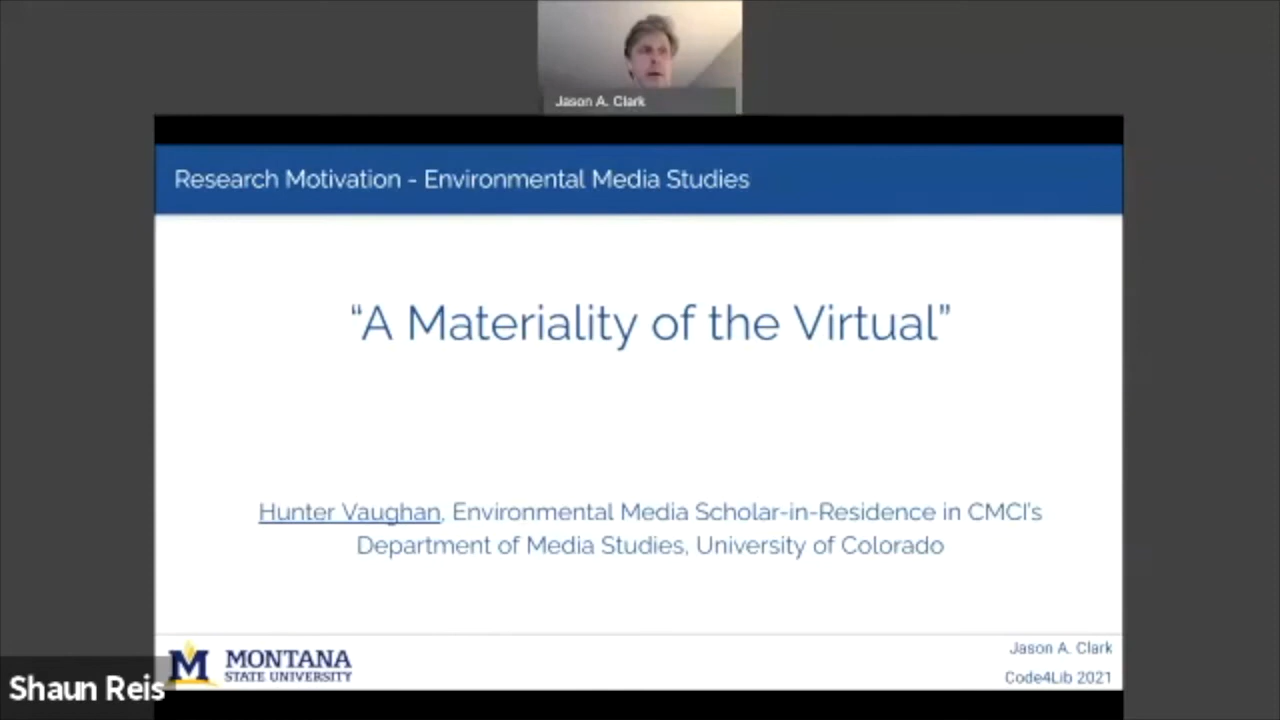 Jason A. Clark
Research Motivation - Environmental Media Studies
“A Materiality of the Virtual”
Hunter Vaughan, Environmental Media Scholar-in-Residence in CMCI's
Department of Media Studies, University of Colorado
M MONTANA
STATE UNIVERSITY
Jason A. Clark
Code4Lib 2021
Shaun Reis